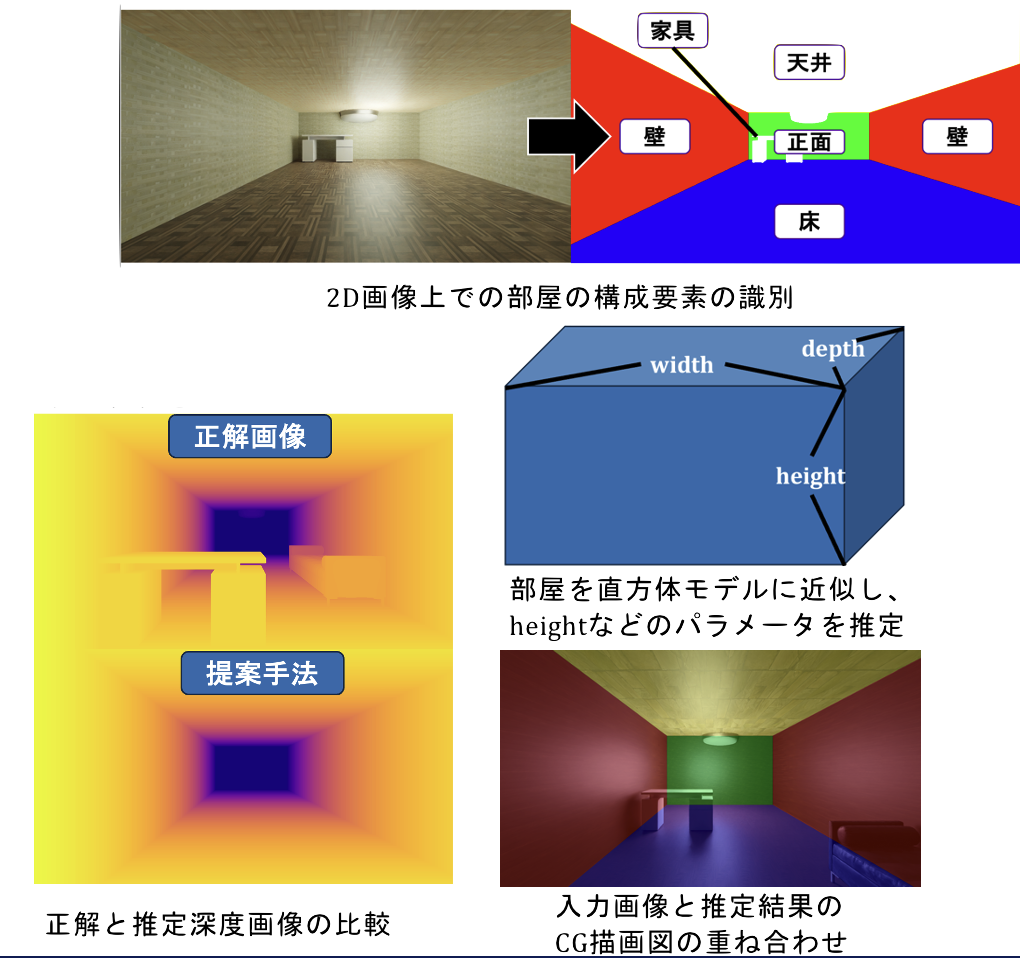 家具
天井
壁
正面
壁
床
2D画像上での部屋の構成要素の識別
width
depth
height
部屋を直方体モデルに近似し、
heightなどのパラメータを推定
正解画像
提案手法
正解と推定深度画像の比較
入力画像と推定結果の
CG描画図の重ね合わせ